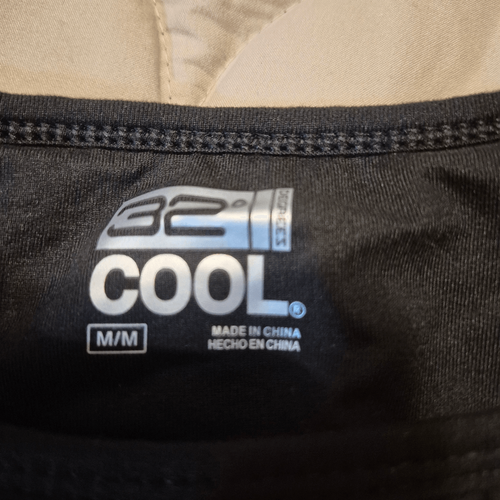 32°
DEGREES
COOL®
M/M
MADE IN CHINA
HECHO EN CHINA